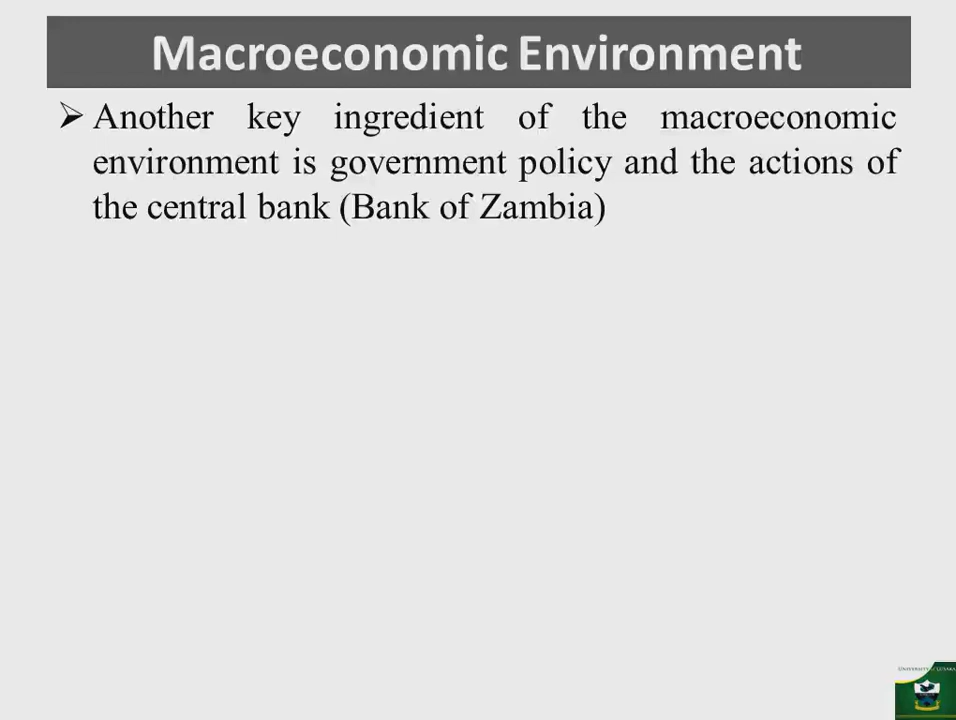 Macroeconomic Environment
➢ Another key ingredient of the macroeconomic
environment is government policy and the actions of
the central bank (Bank of Zambia)